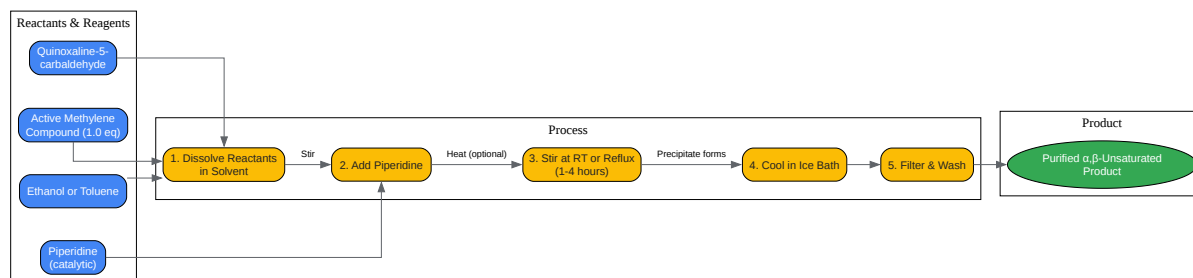 Reactants & Reagents
Quinoxaline-5-
carbaldehyde
Active Methylene
Compound (1.0 eq)
Ethanol or Toluene
Piperidine
(catalytic)
Process
1. Dissolve Reactants
in Solvent
Stir
2. Add Piperidine
Heat (optional)
3. Stir at RT or Reflux
(1-4 hours)
Precipitate forms
4. Cool in Ice Bath
5. Filter & Wash
Product
Purified α,β-Unsaturated
Product